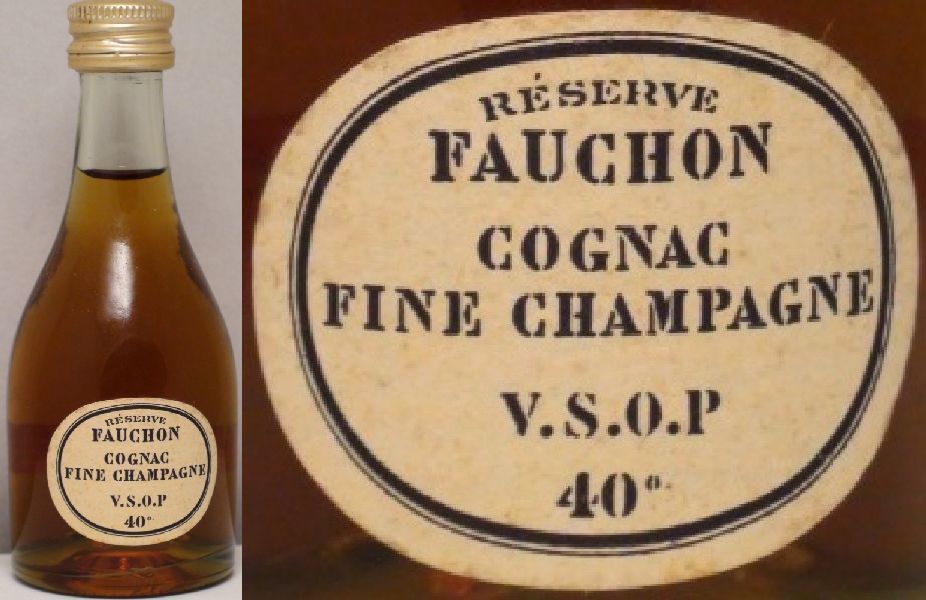 RÉSERVE
FAUCHON
COGNAC
FINE CHAMPAGNE
V.S.O.P
40°
RÉSERVE
FAUCHON
COGNAC
FINE CHAMPAGNE
V.S.O.P
40°